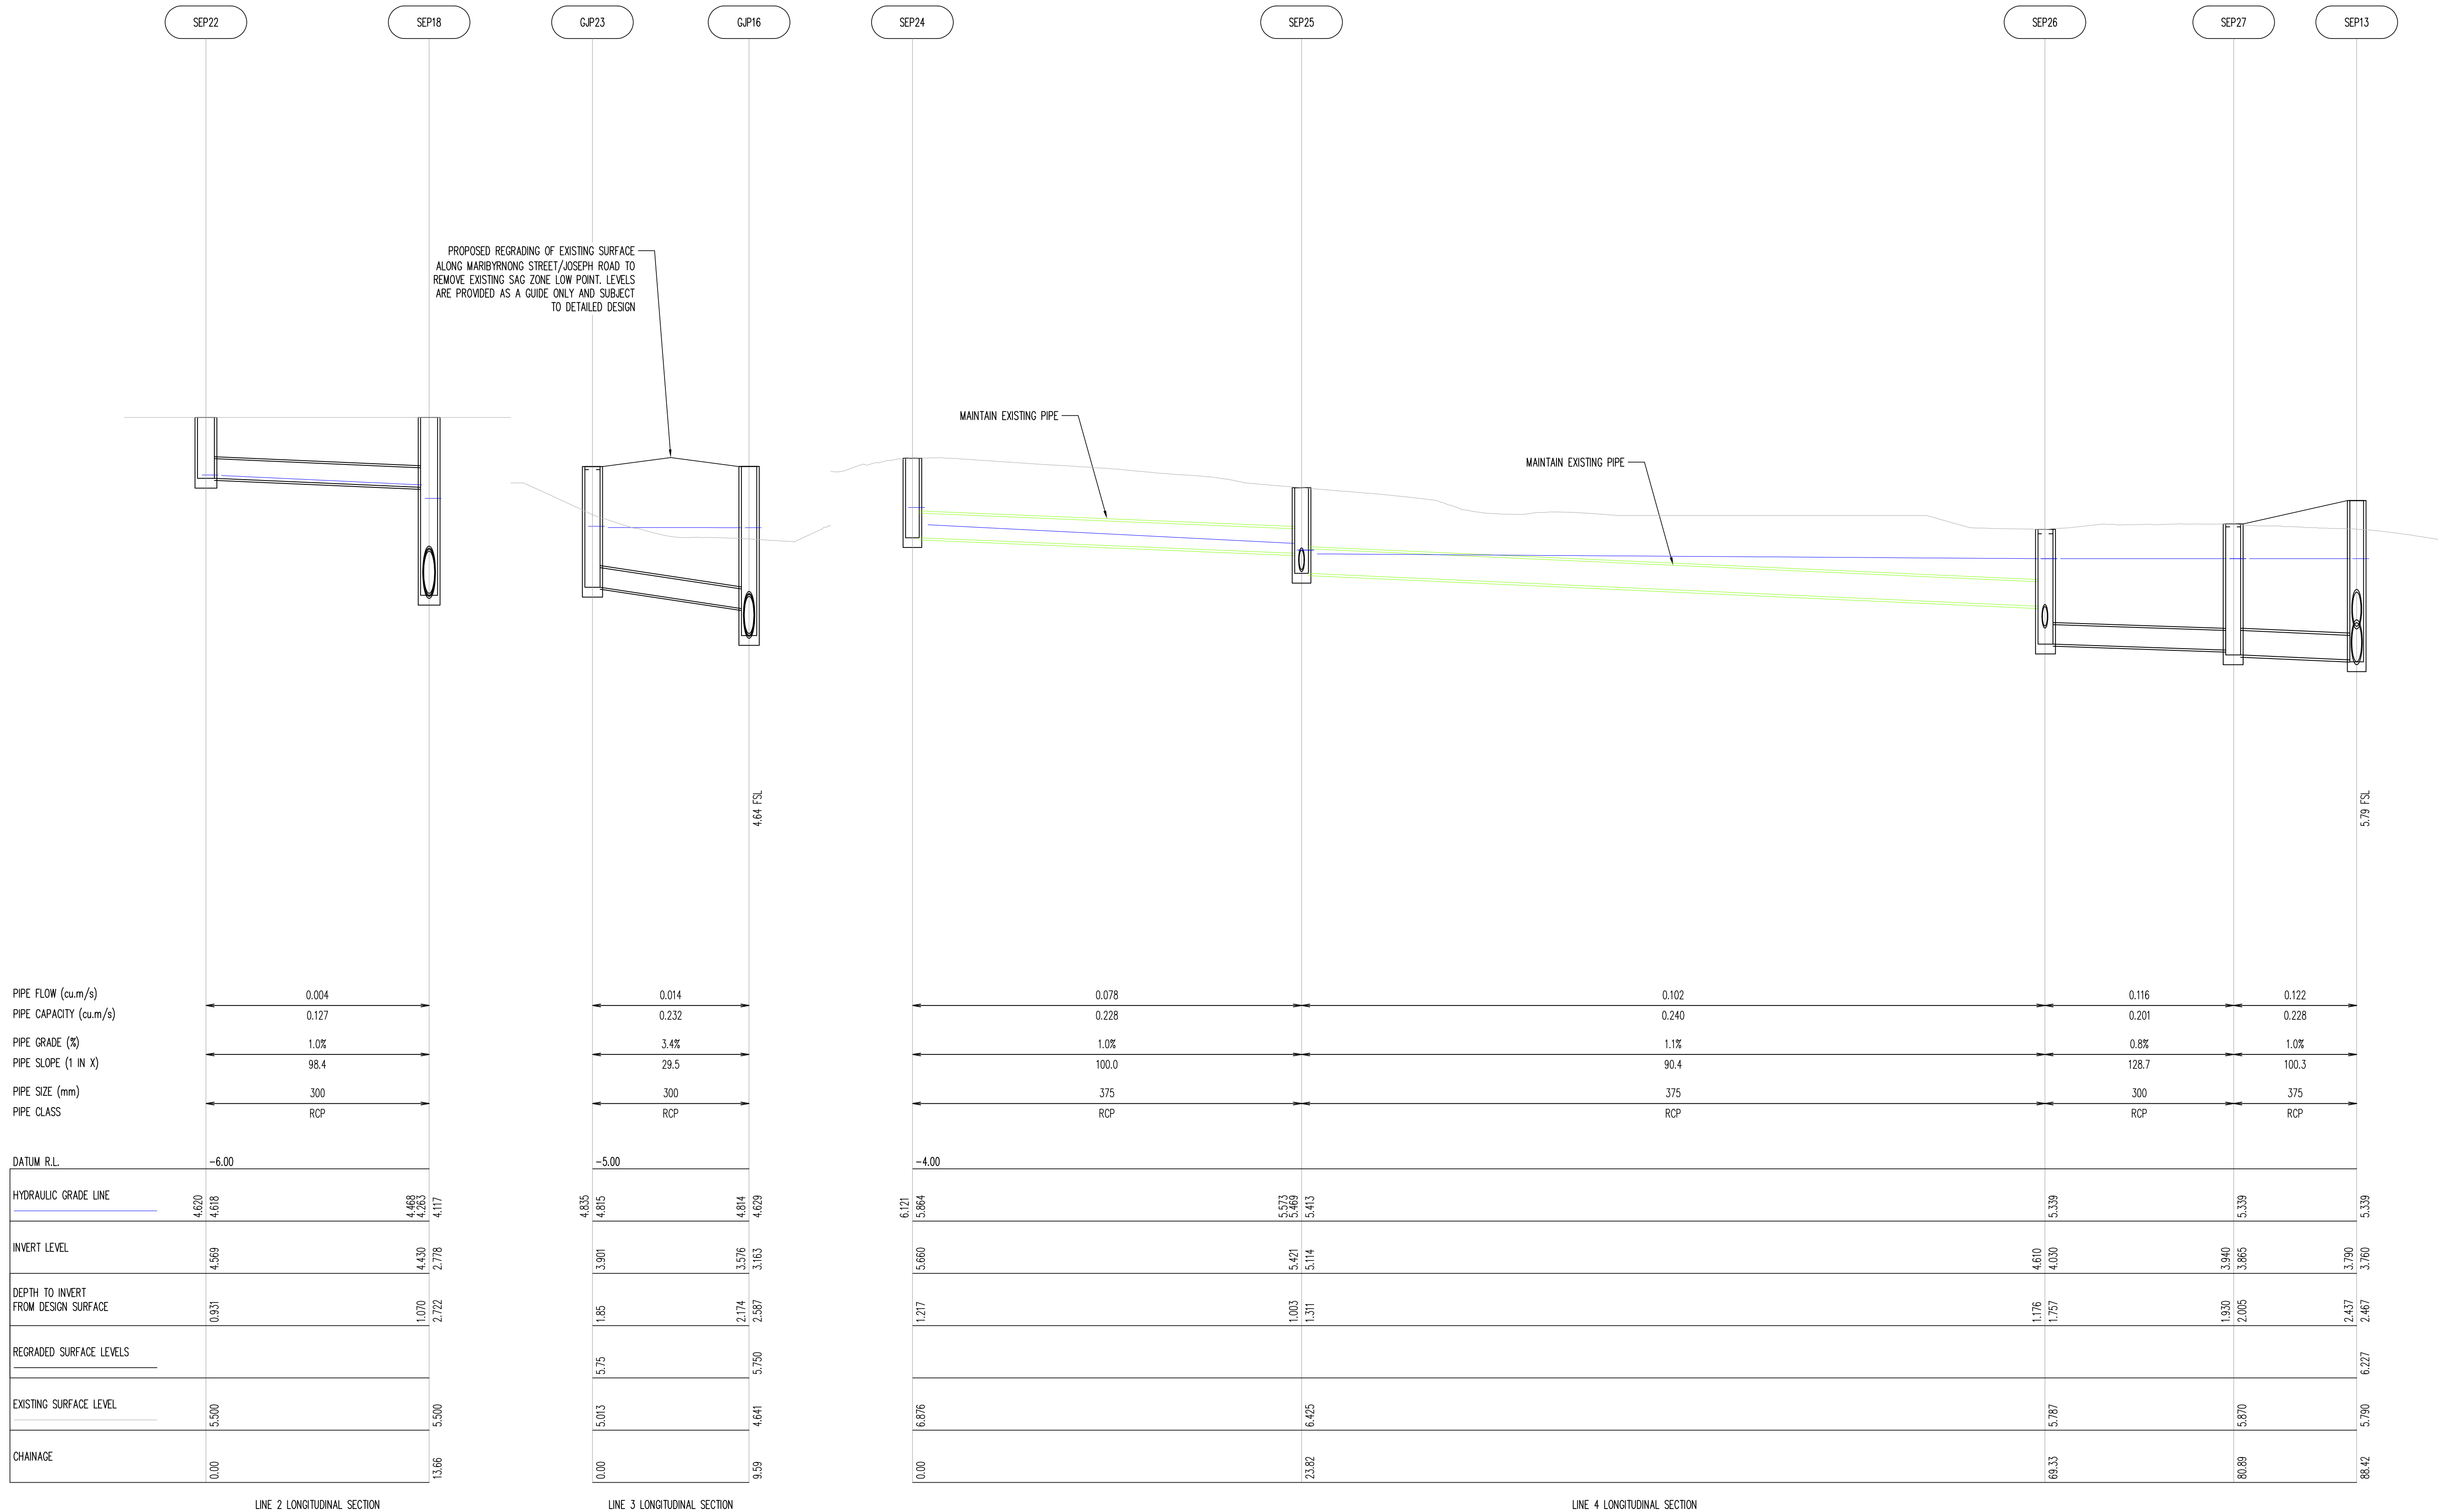 SEP22 SEP18 GJP23 GJP16 SEP24 SEP25 SEP26 SEP27 SEP13
PROPOSED REGRADING OF EXISTING SURFACE
ALONG MARIBYRNONG STREET/JOSEPH ROAD TO
REMOVE EXISTING SAG ZONE LOW POINT. LEVELS
ARE PROVIDED AS A GUIDE ONLY AND SUBJECT
TO DETAILED DESIGN
MAINTAIN EXISTING PIPE
MAINTAIN EXISTING PIPE
4.64 FSL
5.79 FSL
PIPE FLOW (cu.m/s) 0.004 0.014 0.078 0.102 0.116 0.122
PIPE CAPACITY (cu.m/s) 0.127 0.232 0.228 0.240 0.201 0.228
PIPE GRADE (%) 1.0% 3.4% 1.0% 1.1% 0.8% 1.0%
PIPE SLOPE (1 IN X) 98.4 29.5 100.0 90.4 128.7 100.3
PIPE SIZE (mm) 300 300 375 375 300 375
PIPE CLASS RCP RCP RCP RCP RCP RCP
DATUM R.L. -6.00 -5.00 -4.00
HYDRAULIC GRADE LINE 4.620 4.618 4.468 4.263 4.117 4.835 4.815 4.814 4.629 6.121 5.864 5.573 5.469 5.413 5.339 5.339 5.339
INVERT LEVEL 4.569 4.430 2.778 3.901 3.576 3.163 5.660 5.421 5.114 4.610 4.030 3.940 3.865 3.790 3.760
DEPTH TO INVERT
FROM DESIGN SURFACE 0.931 1.070 2.722 1.85 2.174 2.587 1.217 1.003 1.311 1.176 1.757 1.930 2.005 2.437 2.467
REGRADED SURFACE LEVELS 5.75 5.750 6.227
EXISTING SURFACE LEVEL 5.500 5.500 5.013 4.641 6.876 6.425 5.787 5.870 5.790
CHAINAGE 0.00 13.66 0.00 9.59 0.00 23.82 69.33 80.89 88.42
LINE 2 LONGITUDINAL SECTION LINE 3 LONGITUDINAL SECTION LINE 4 LONGITUDINAL SECTION